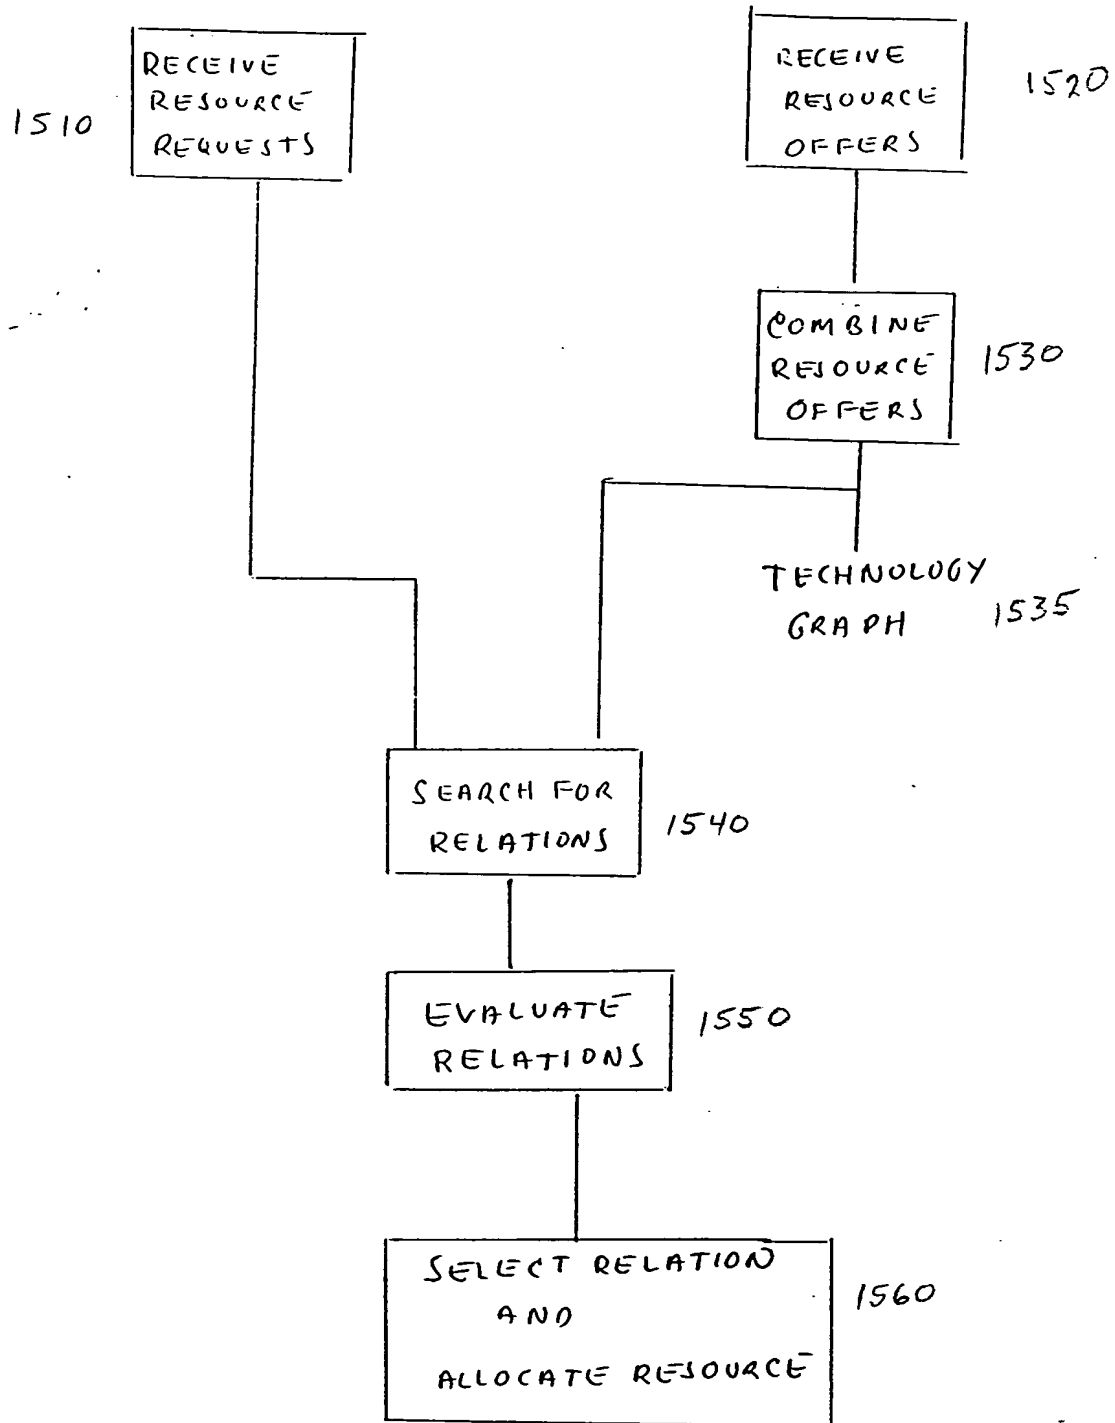 RECEIVE
RESOURCE
REQUESTS
1510
RECEIVE
RESOURCE
OFFERS
1520
COMBINE
RESOURCE
OFFERS
1530
TECHNOLOGY
GRAPH
1535
SEARCH FOR
RELATIONS
1540
EVALUATE
RELATIONS
1550
SELECT RELATION
AND
ALLOCATE RESOURCE
1560